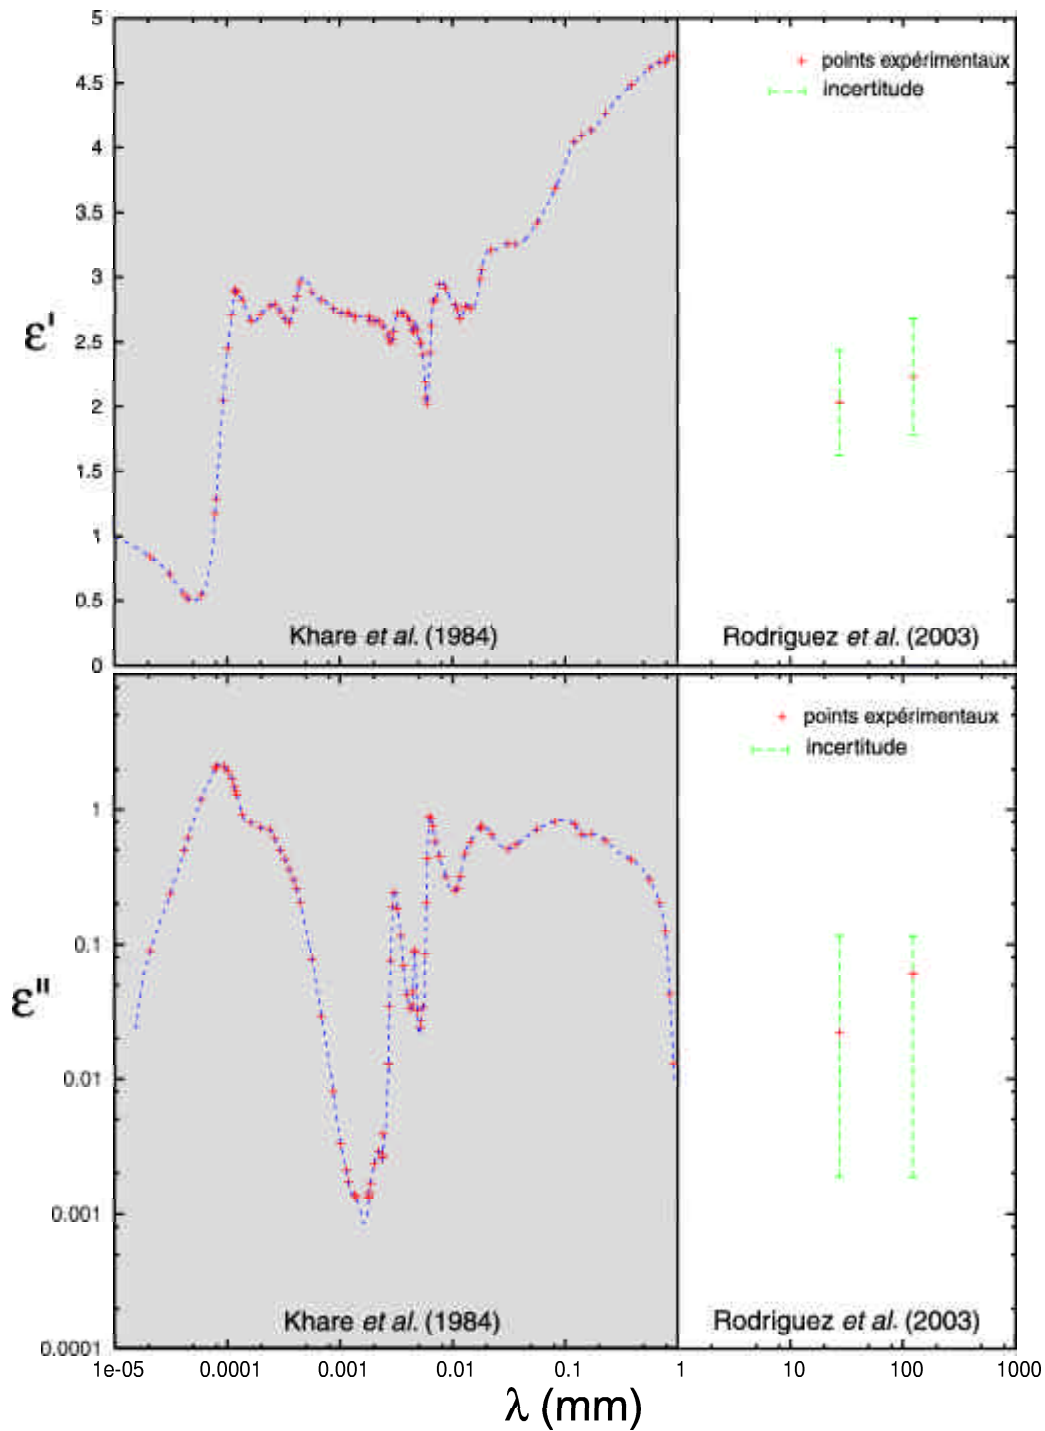 5
4.5
4
3.5
3
2.5
2
1.5
1
0.5
0
ε'
points expérimentaux
incertitude
Khare et al. (1984)
Rodriguez et al. (2003)
1
0.1
0.01
0.001
0.0001
ε"
points expérimentaux
incertitude
Khare et al. (1984)
Rodriguez et al. (2003)
1e-05 0.0001 0.001 0.01 0.1 1 10 100 1000
λ (mm)